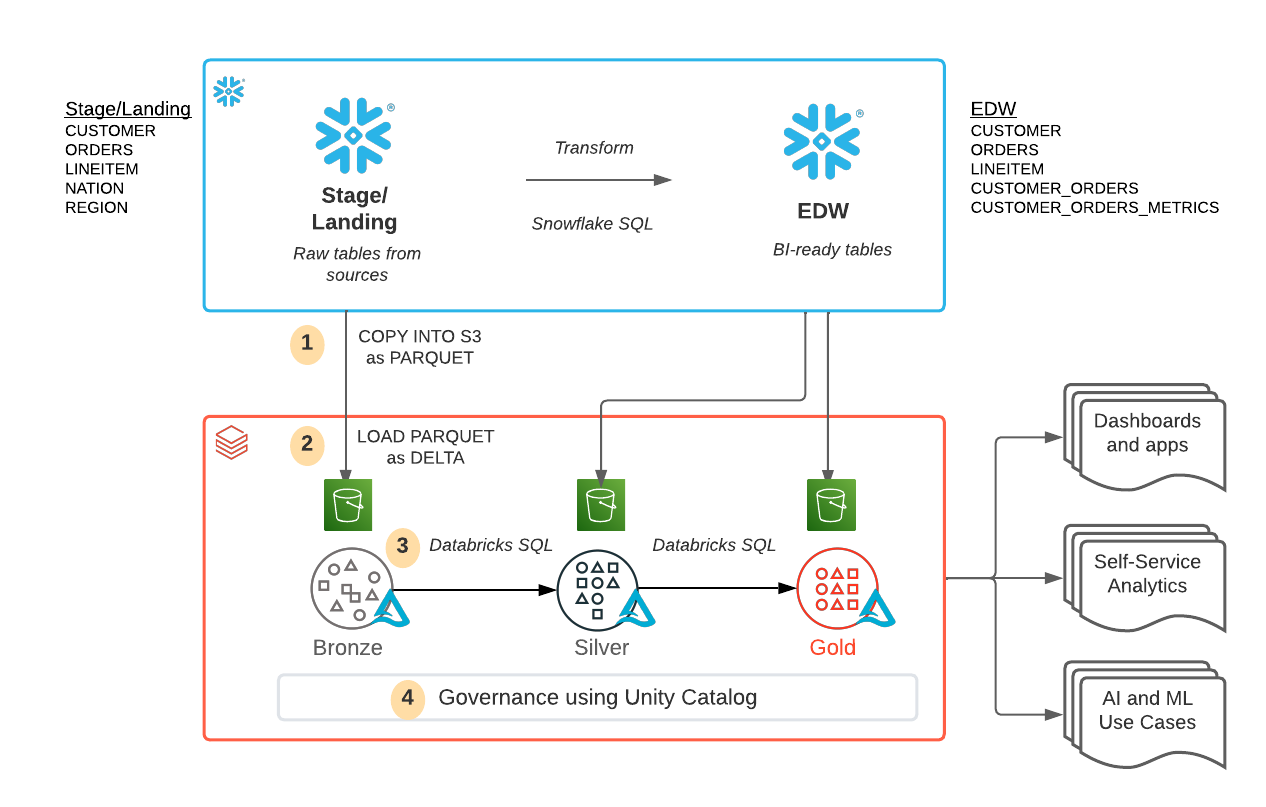 Stage/Landing
CUSTOMER
ORDERS
LINEITEM
NATION
REGION
Stage/
Landing
Raw tables from
sources
Transform
Snowflake SQL
EDW
BI-ready tables
EDW
CUSTOMER
ORDERS
LINEITEM
CUSTOMER_ORDERS
CUSTOMER_ORDERS_METRICS
1
COPY INTO S3
as PARQUET
2
LOAD PARQUET
as DELTA
3
Databricks SQL
Databricks SQL
Bronze
Silver
Gold
4
Governance using Unity Catalog
Dashboards
and apps
Self-Service
Analytics
AI and ML
Use Cases